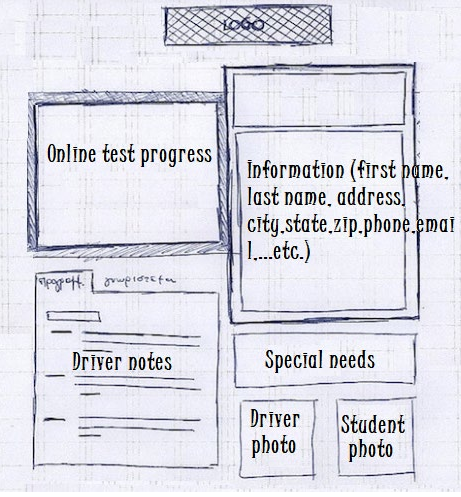 LOGO
Online test progress
Information (first name,
last name, address,
city,state,zip,phone,emai
l,...etc.)
Driver notes
Special needs
Driver
photo
Student
photo